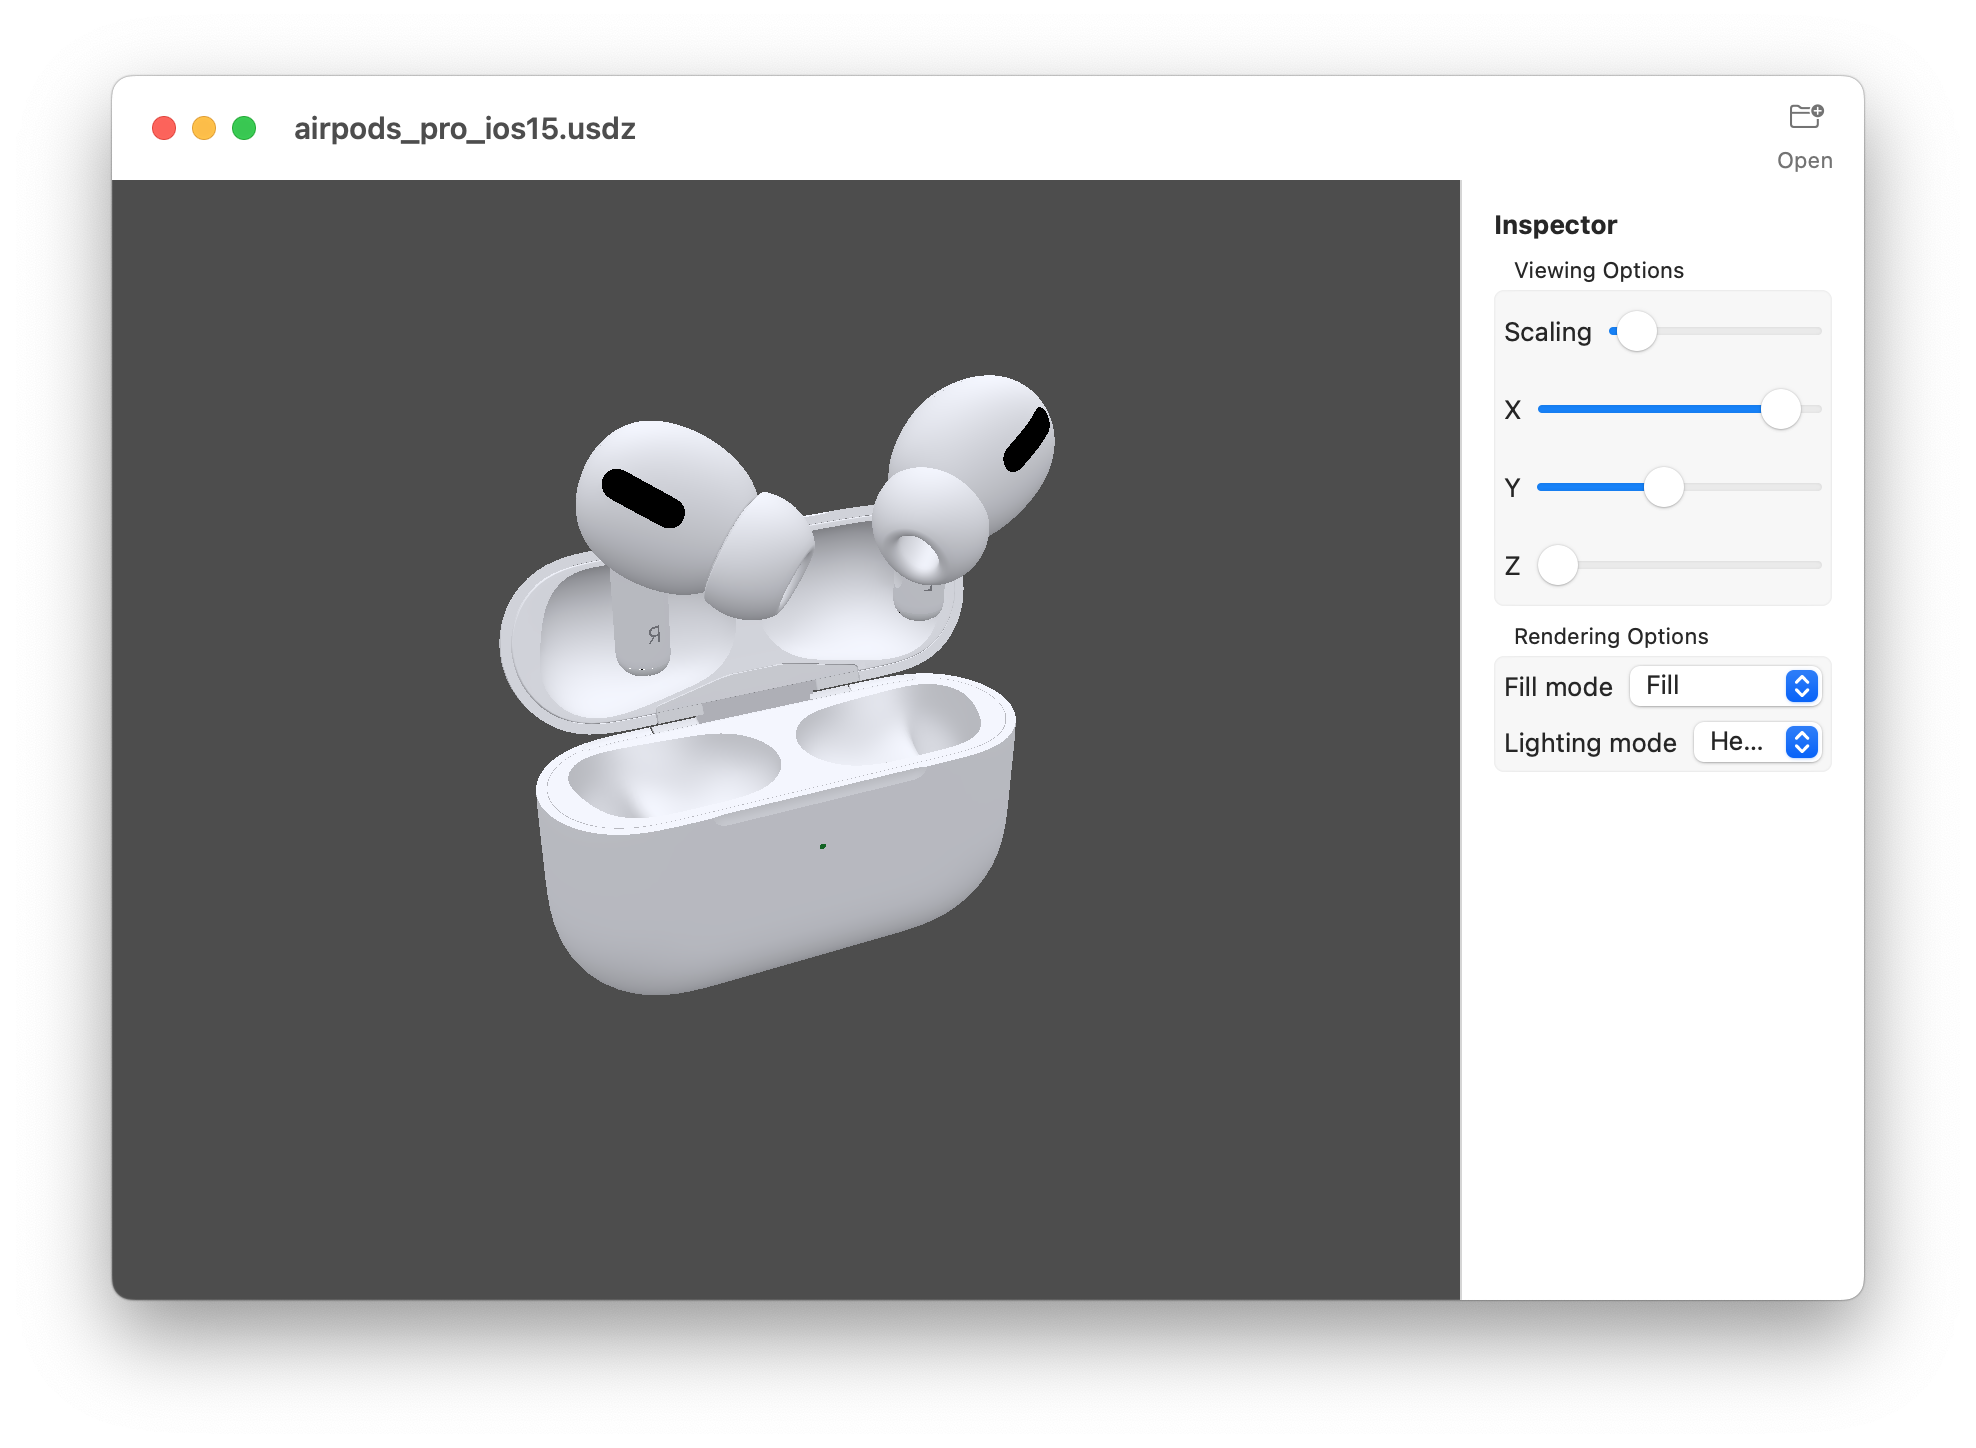 airpods_pro_ios15.usdz
Open
Inspector
Viewing Options
Scaling
X
Y
Z
Rendering Options
Fill mode Fill
Lighting mode He...
R
L